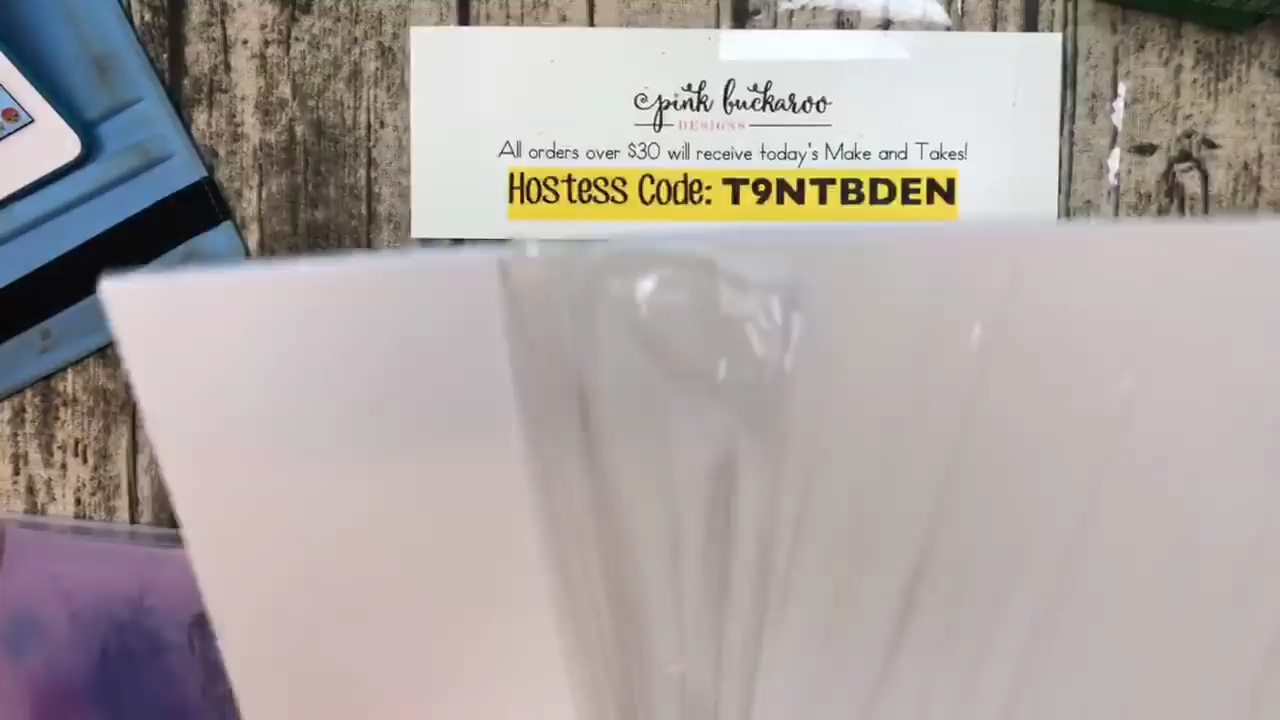 pink buckaroo
DESIGNS
All orders over $30 will receive today's Make and Takes!
Hostess Code: T9NTBDEN